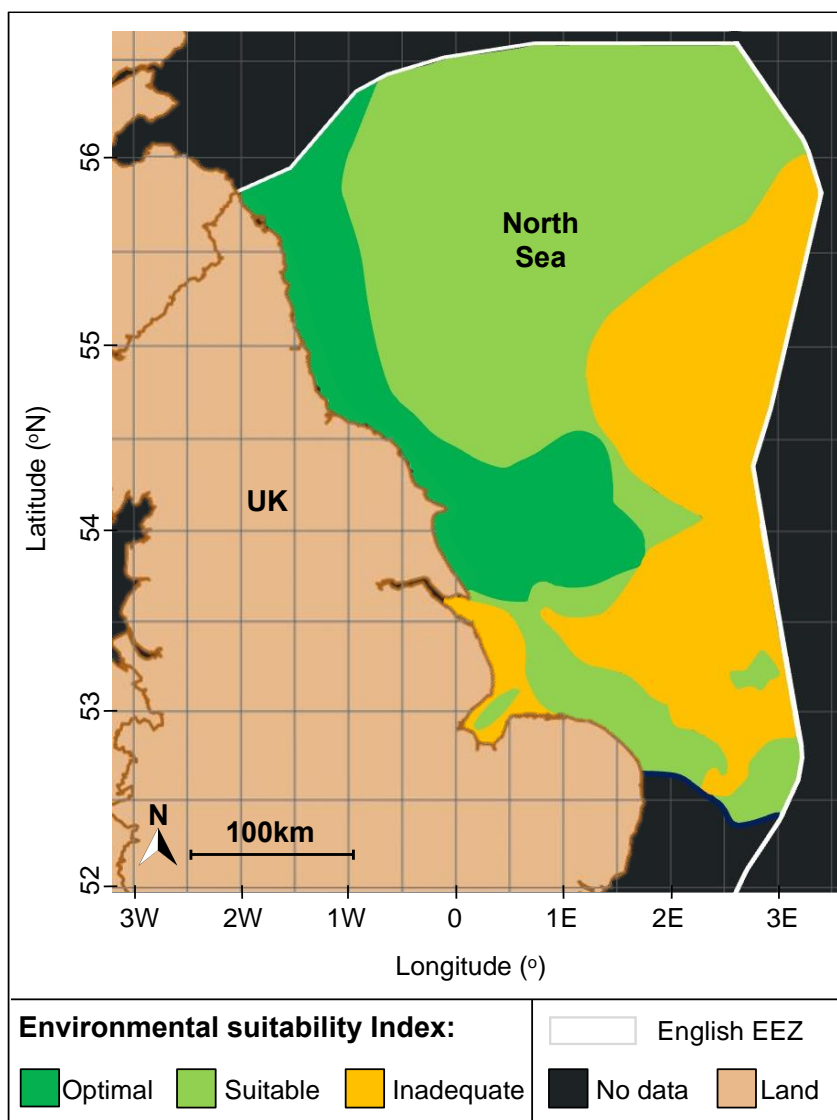 North
Sea
UK
N
100km
56
55
54
53
52
Latitude (ᵒN)
3W
2W
1W
0
1E
2E
3E
Longitude (ᵒ)
Environmental suitability Index:
Optimal
Suitable
Inadequate
English EEZ
No data
Land